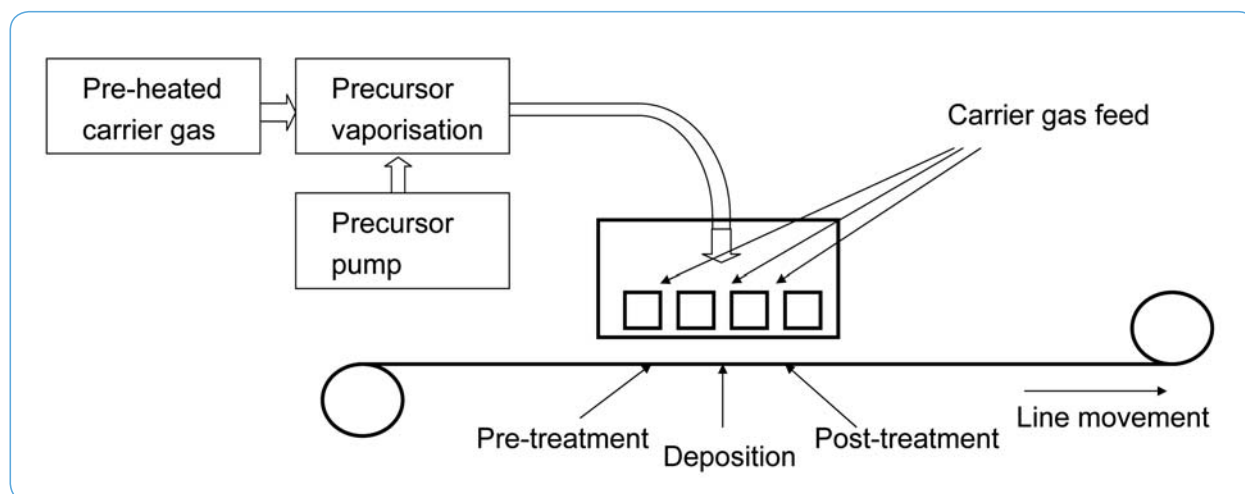 Pre-heated
carrier gas
Precursor
vaporisation
Carrier gas feed
Precursor
pump
Pre-treatment
Deposition
Post-treatment
Line movement